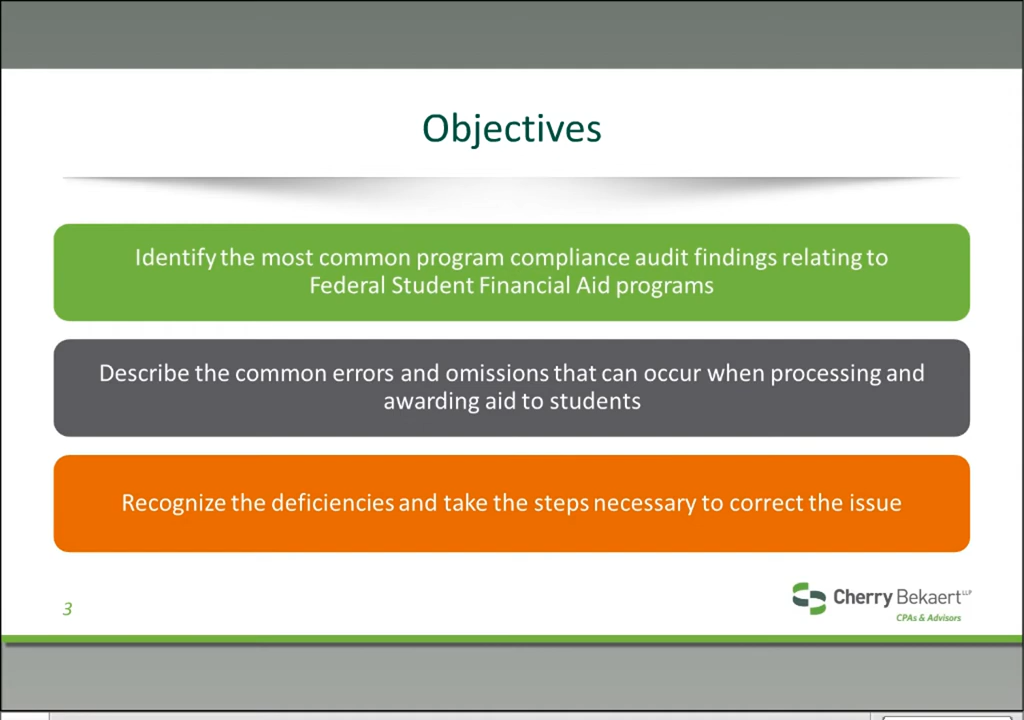 Objectives
Identify the most common program compliance audit findings relating to
Federal Student Financial Aid programs
Describe the common errors and omissions that can occur when processing and
awarding aid to students
Recognize the deficiencies and take the steps necessary to correct the issue
3
Cherry Bekaert LLP
CPAs & Advisors